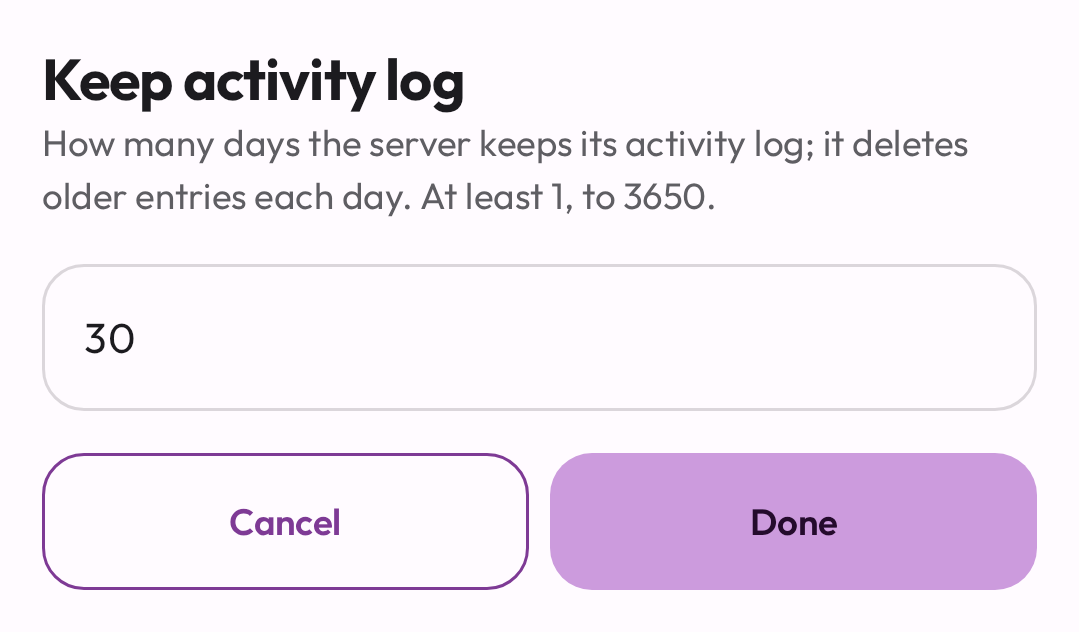 Keep activity log
How many days the server keeps its activity log; it deletes
older entries each day. At least 1, to 3650.
30
Cancel
Done